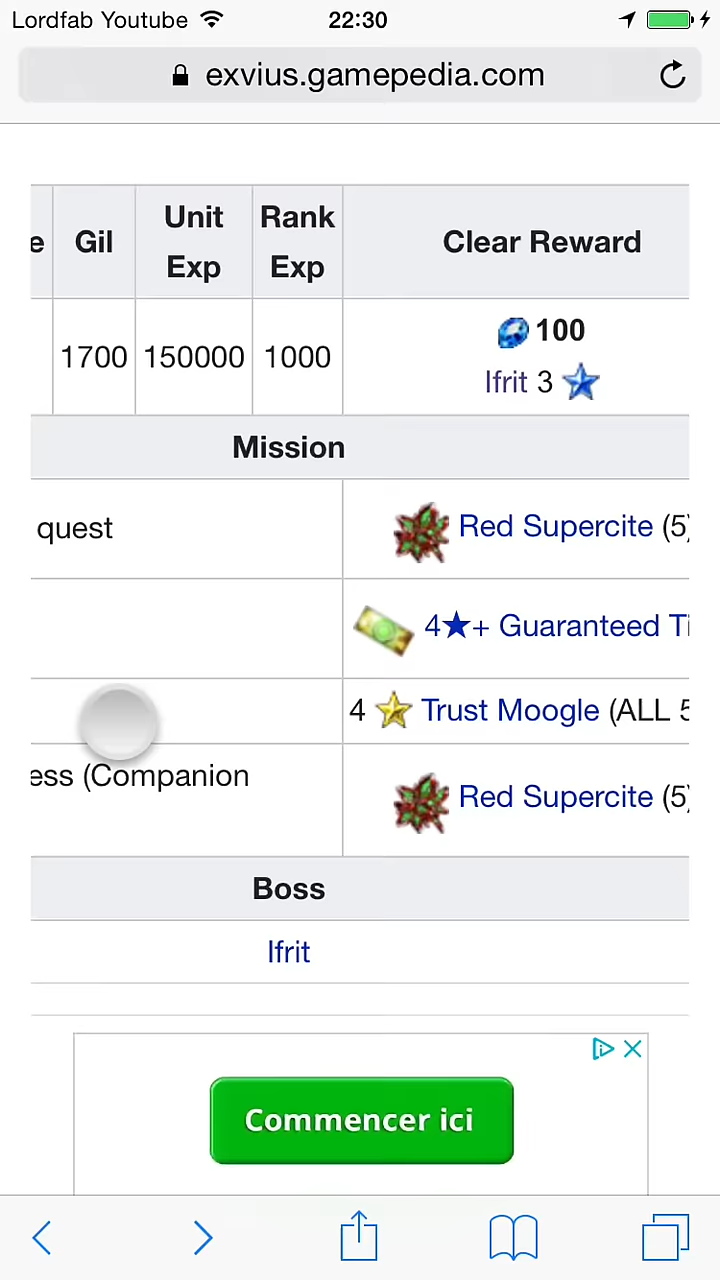 Lordfab Youtube 22:30
exvius.gamepedia.com
e Gil Unit Exp Rank Exp Clear Reward
1700 150000 1000 100
Ifrit 3
Mission
quest Red Supercite (5)
4★+ Guaranteed Ti
4 Trust Moogle (ALL 5
ess (Companion Red Supercite (5)
Boss
Ifrit
Commencer ici